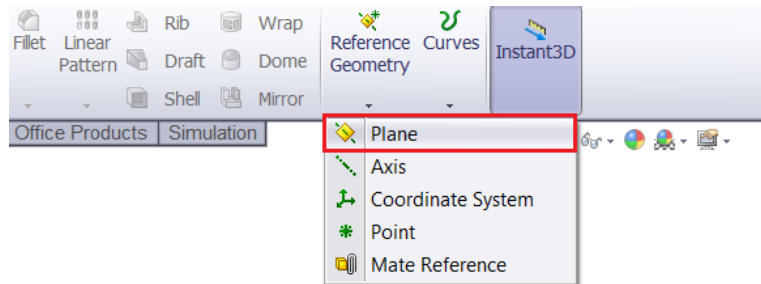 Fillet
Linear
Pattern
Rib
Wrap
Draft
Dome
Shell
Mirror
Reference
Geometry
Curves
Instant3D
Office Products
Simulation
Plane
Axis
Coordinate System
Point
Mate Reference